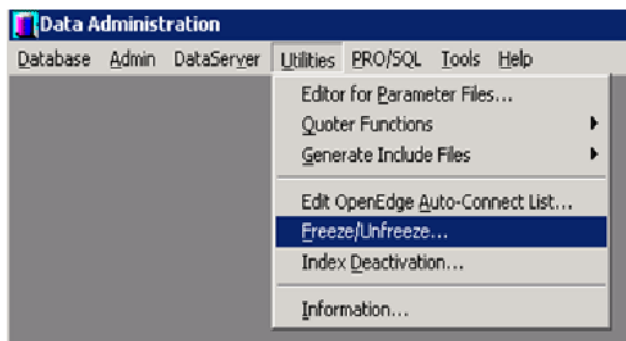 Data Administration
Database Admin DataServer Utilities PRO/SQL Tools Help
Editor for Parameter Files...
Quoter Functions
Generate Include Files
Edit OpenEdge Auto-Connect List...
Freeze/Unfreeze...
Index Deactivation...
Information...